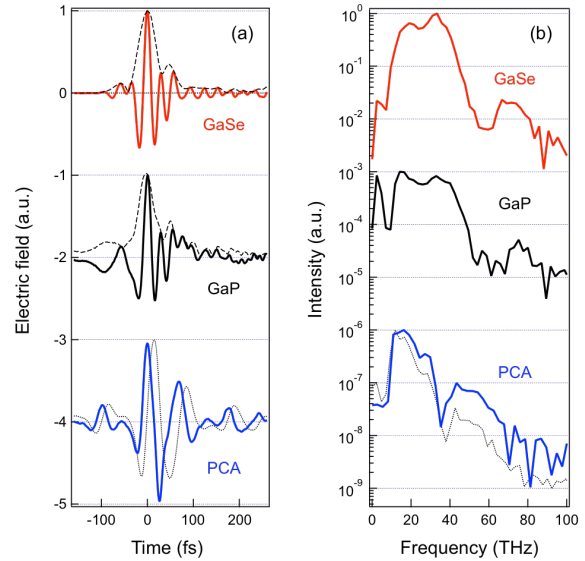 (a)
1
0
-1
-2
-3
-4
-5
GaSe
GaP
PCA
Electric field (a.u.)
-100 0 100 200
Time (fs)
(b)
10^0
10^-1
10^-2
10^-3
10^-4
10^-5
10^-6
10^-7
10^-8
10^-9
GaSe
GaP
PCA
Intensity (a.u.)
0 20 40 60 80 100
Frequency (THz)